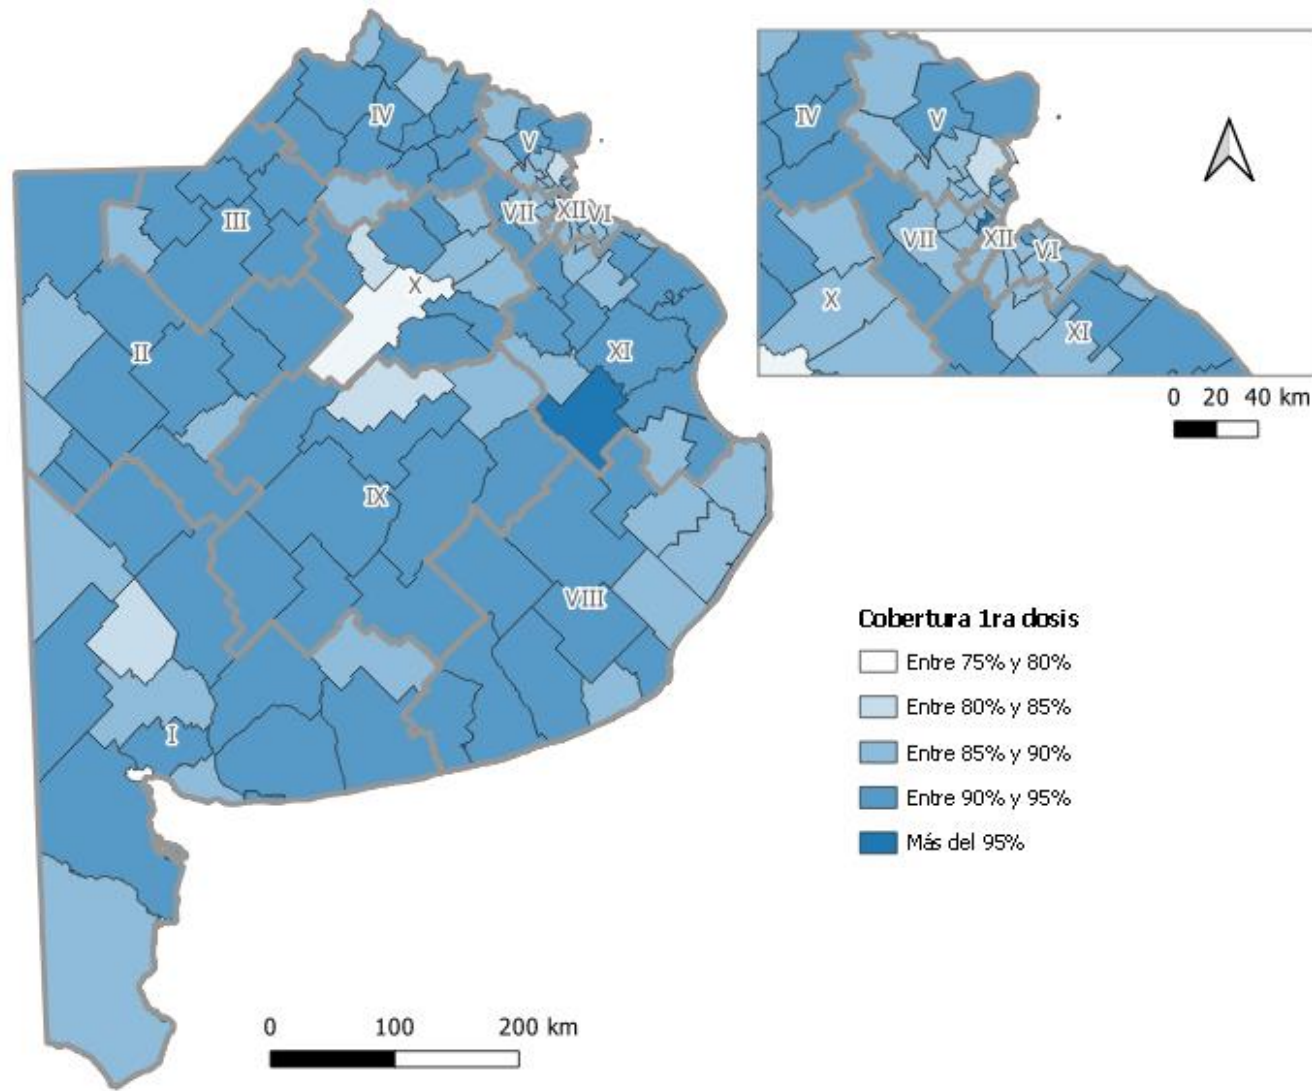 IV
V
III
VII
XII
VI
X
II
XI
IX
VIII
I
0 100 200 km
IV
V
VII
XII
VI
X
XI
0 20 40 km
Cobertura 1ra dosis
Entre 75% y 80%
Entre 80% y 85%
Entre 85% y 90%
Entre 90% y 95%
Más del 95%